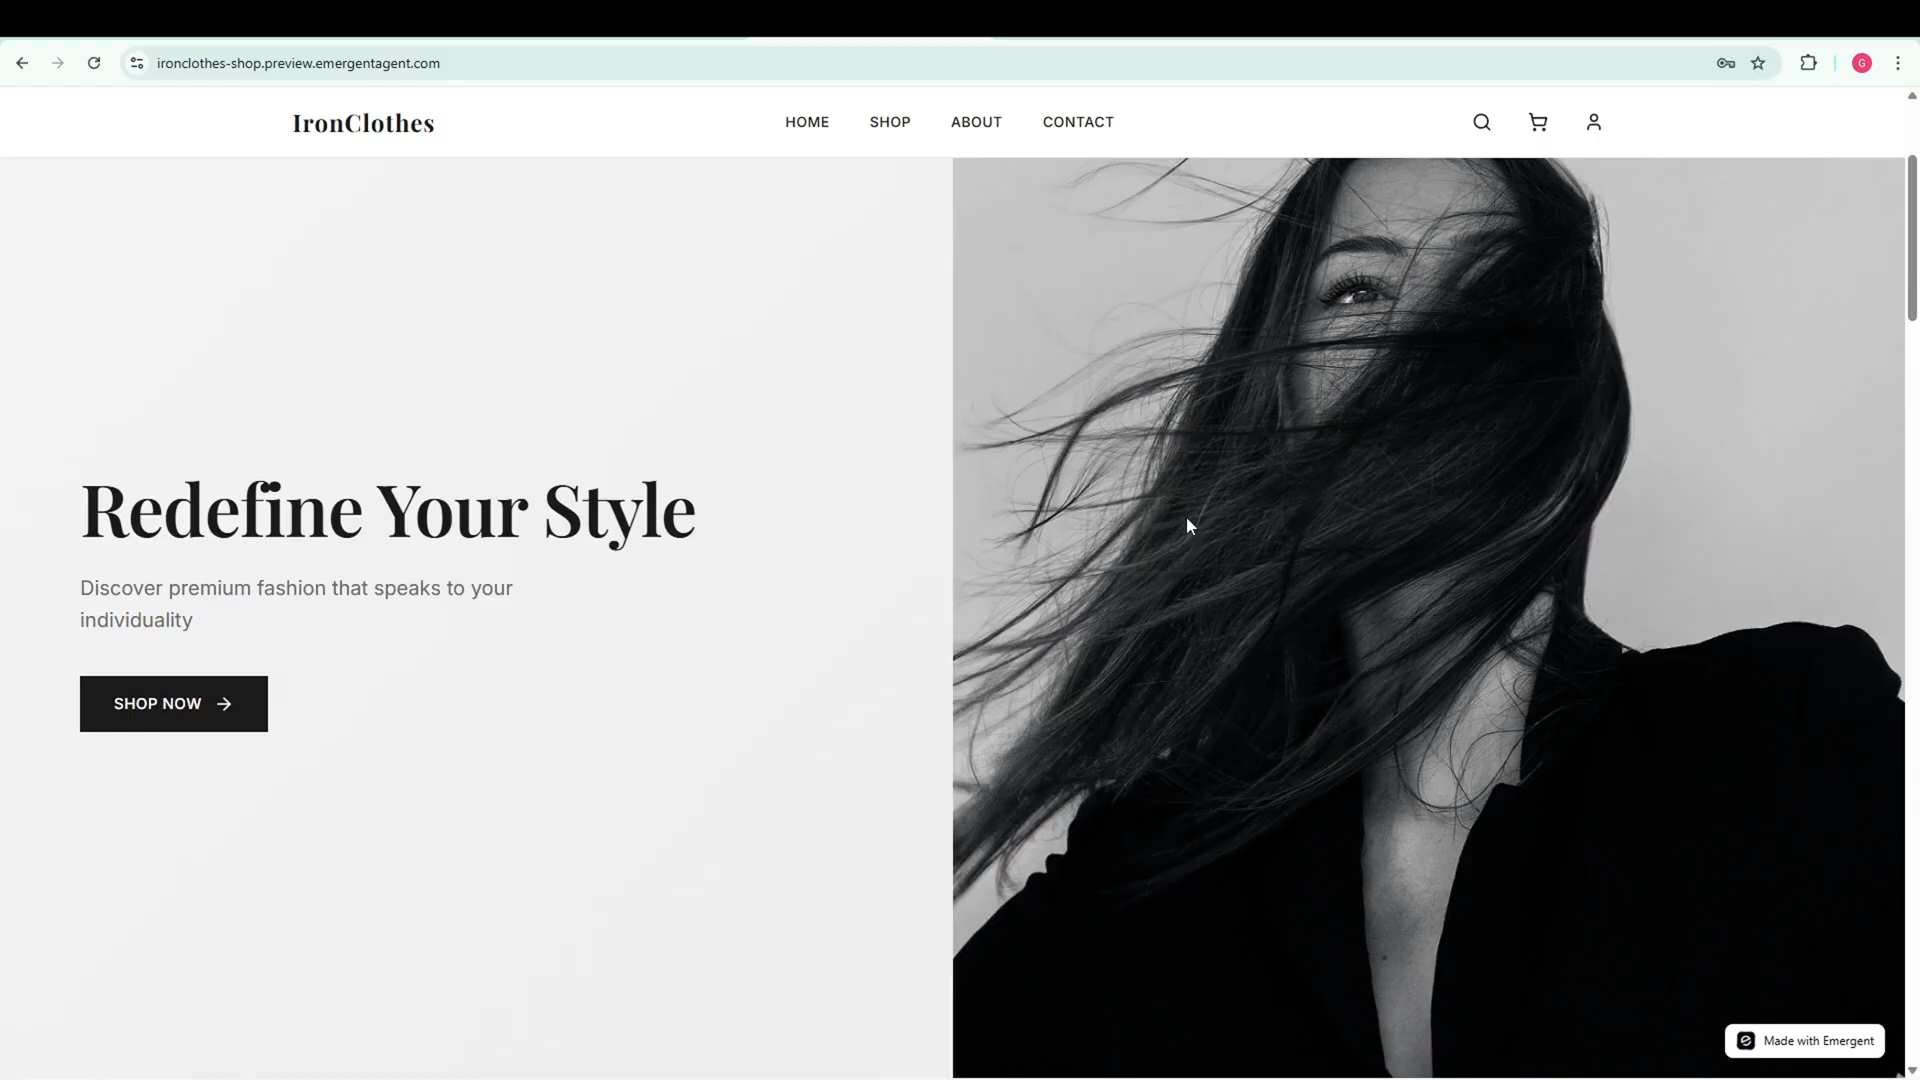 ironclothes-shop.preview.emergentagent.com
G
IronClothes
HOME
SHOP
ABOUT
CONTACT
Redefine Your Style
Discover premium fashion that speaks to your
individuality
SHOP NOW
Made with Emergent